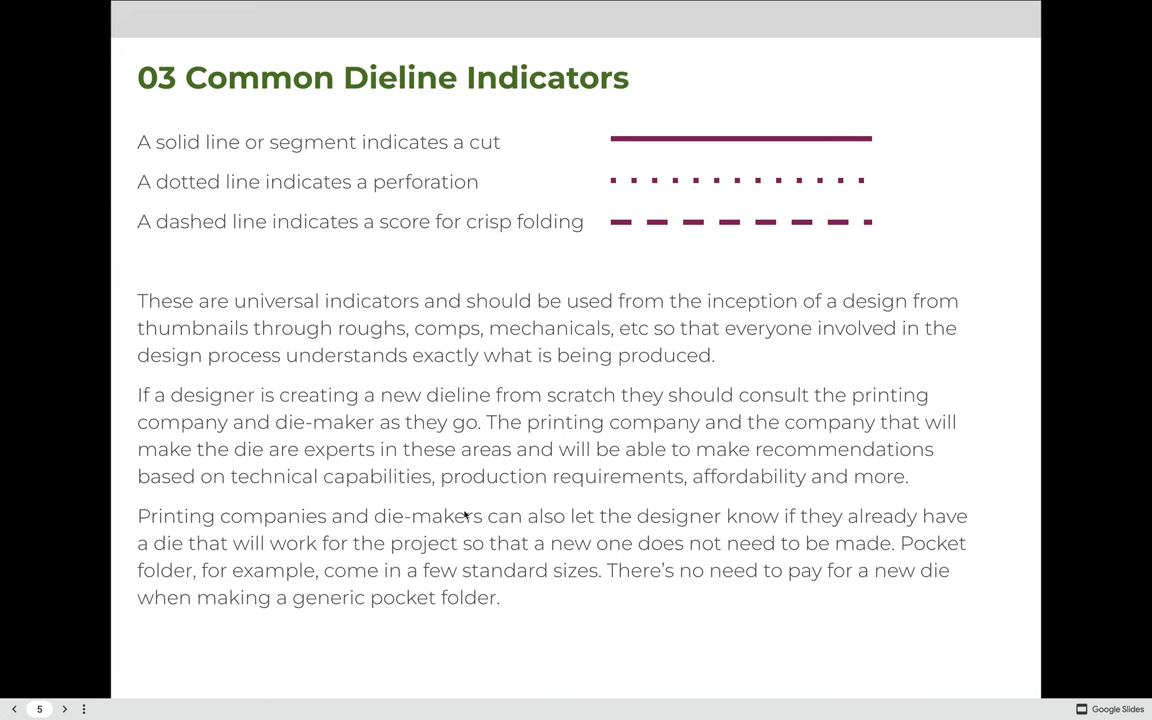 03 Common Dieline Indicators
A solid line or segment indicates a cut
A dotted line indicates a perforation
A dashed line indicates a score for crisp folding
These are universal indicators and should be used from the inception of a design from
thumbnails through roughs, comps, mechanicals, etc so that everyone involved in the
design process understands exactly what is being produced.
If a designer is creating a new dieline from scratch they should consult the printing
company and die-maker as they go. The printing company and the company that will
make the die are experts in these areas and will be able to make recommendations
based on technical capabilities, production requirements, affordability and more.
Printing companies and die-makers can also let the designer know if they already have
a die that will work for the project so that a new one does not need to be made. Pocket
folder, for example, come in a few standard sizes. There’s no need to pay for a new die
when making a generic pocket folder.
5
Google Slides